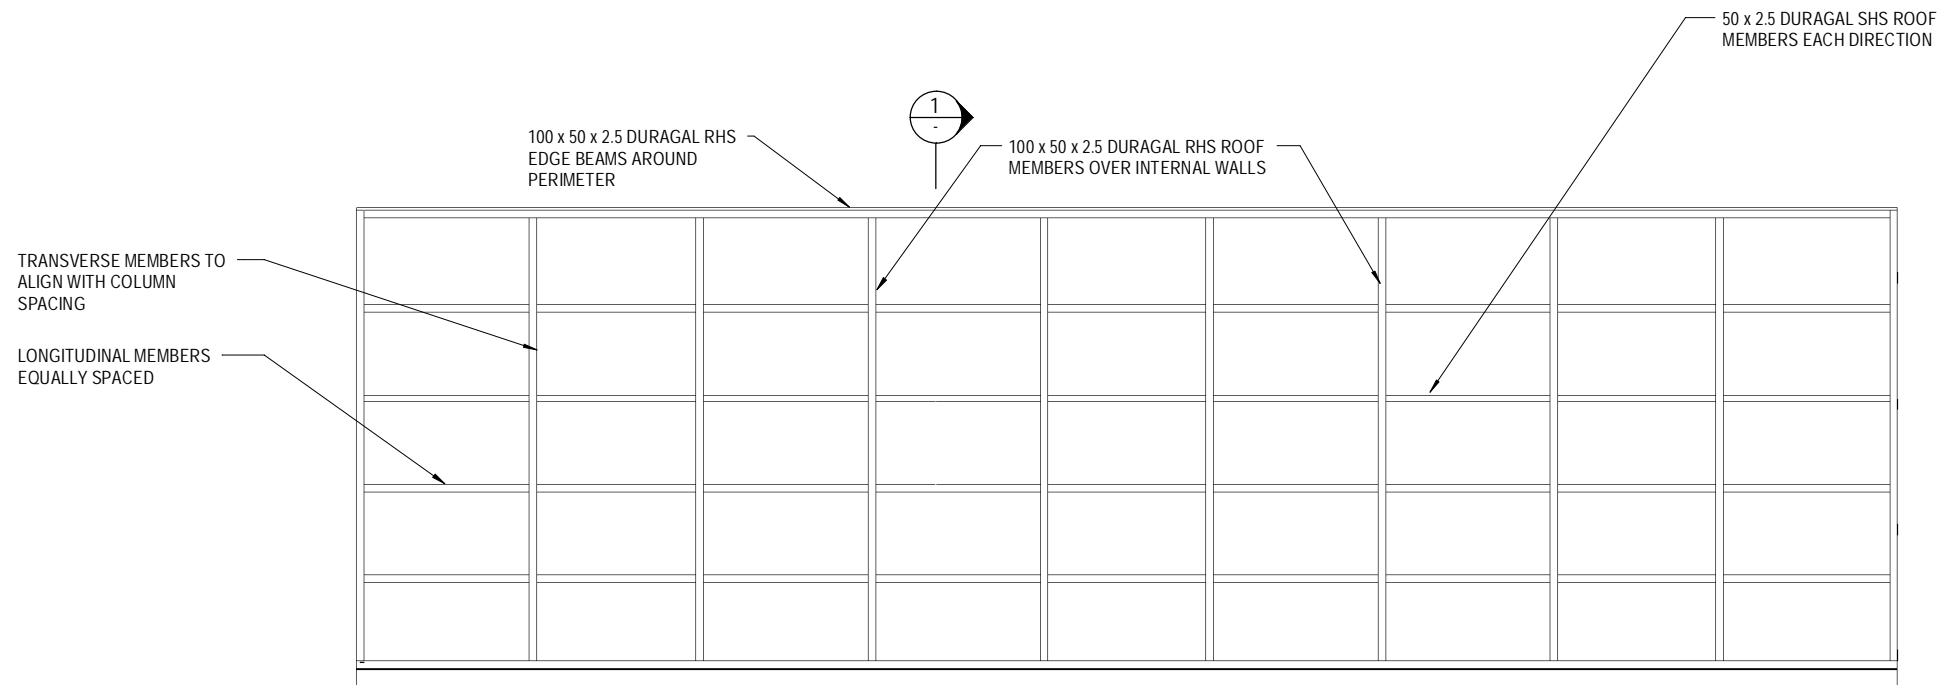 50 x 2.5 DURAGAL SHS ROOF
MEMBERS EACH DIRECTION
1
-
100 x 50 x 2.5 DURAGAL RHS
EDGE BEAMS AROUND
PERIMETER
100 x 50 x 2.5 DURAGAL RHS ROOF
MEMBERS OVER INTERNAL WALLS
TRANSVERSE MEMBERS TO
ALIGN WITH COLUMN
SPACING
LONGITUDINAL MEMBERS
EQUALLY SPACED